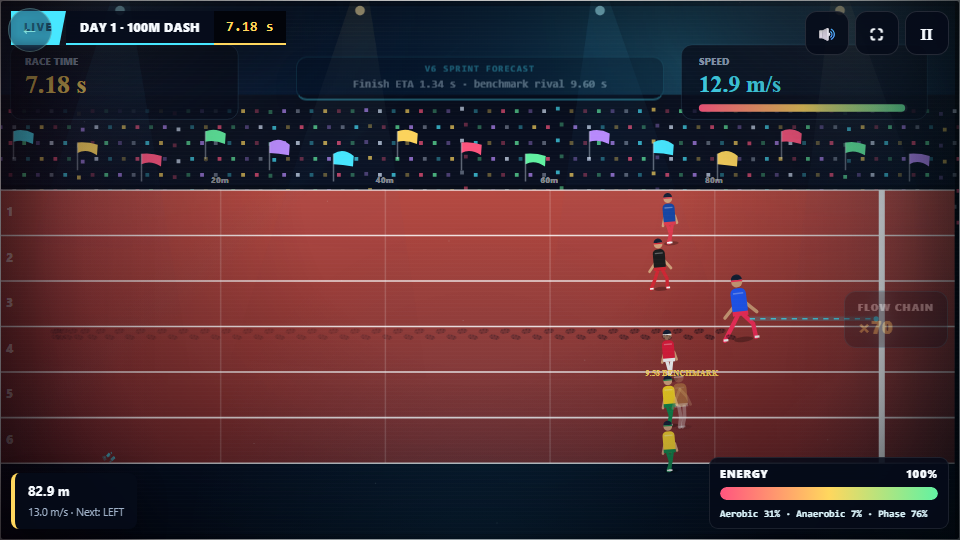 LIVE DAY 1 · 100M DASH 7.18 s
RACE TIME
7.18 s
V6 SPRINT FORECAST
Finish ETA 1.34 s · benchmark rival 9.60 s
SPEED
12.9 m/s
20m 40m 60m 80m
1
2
3
FLOW CHAIN
×70
4
9.58 BENCHMARK
5
6
82.9 m
13.0 m/s · Next: LEFT
ENERGY 100%
Aerobic 31% · Anaerobic 7% · Phase 76%